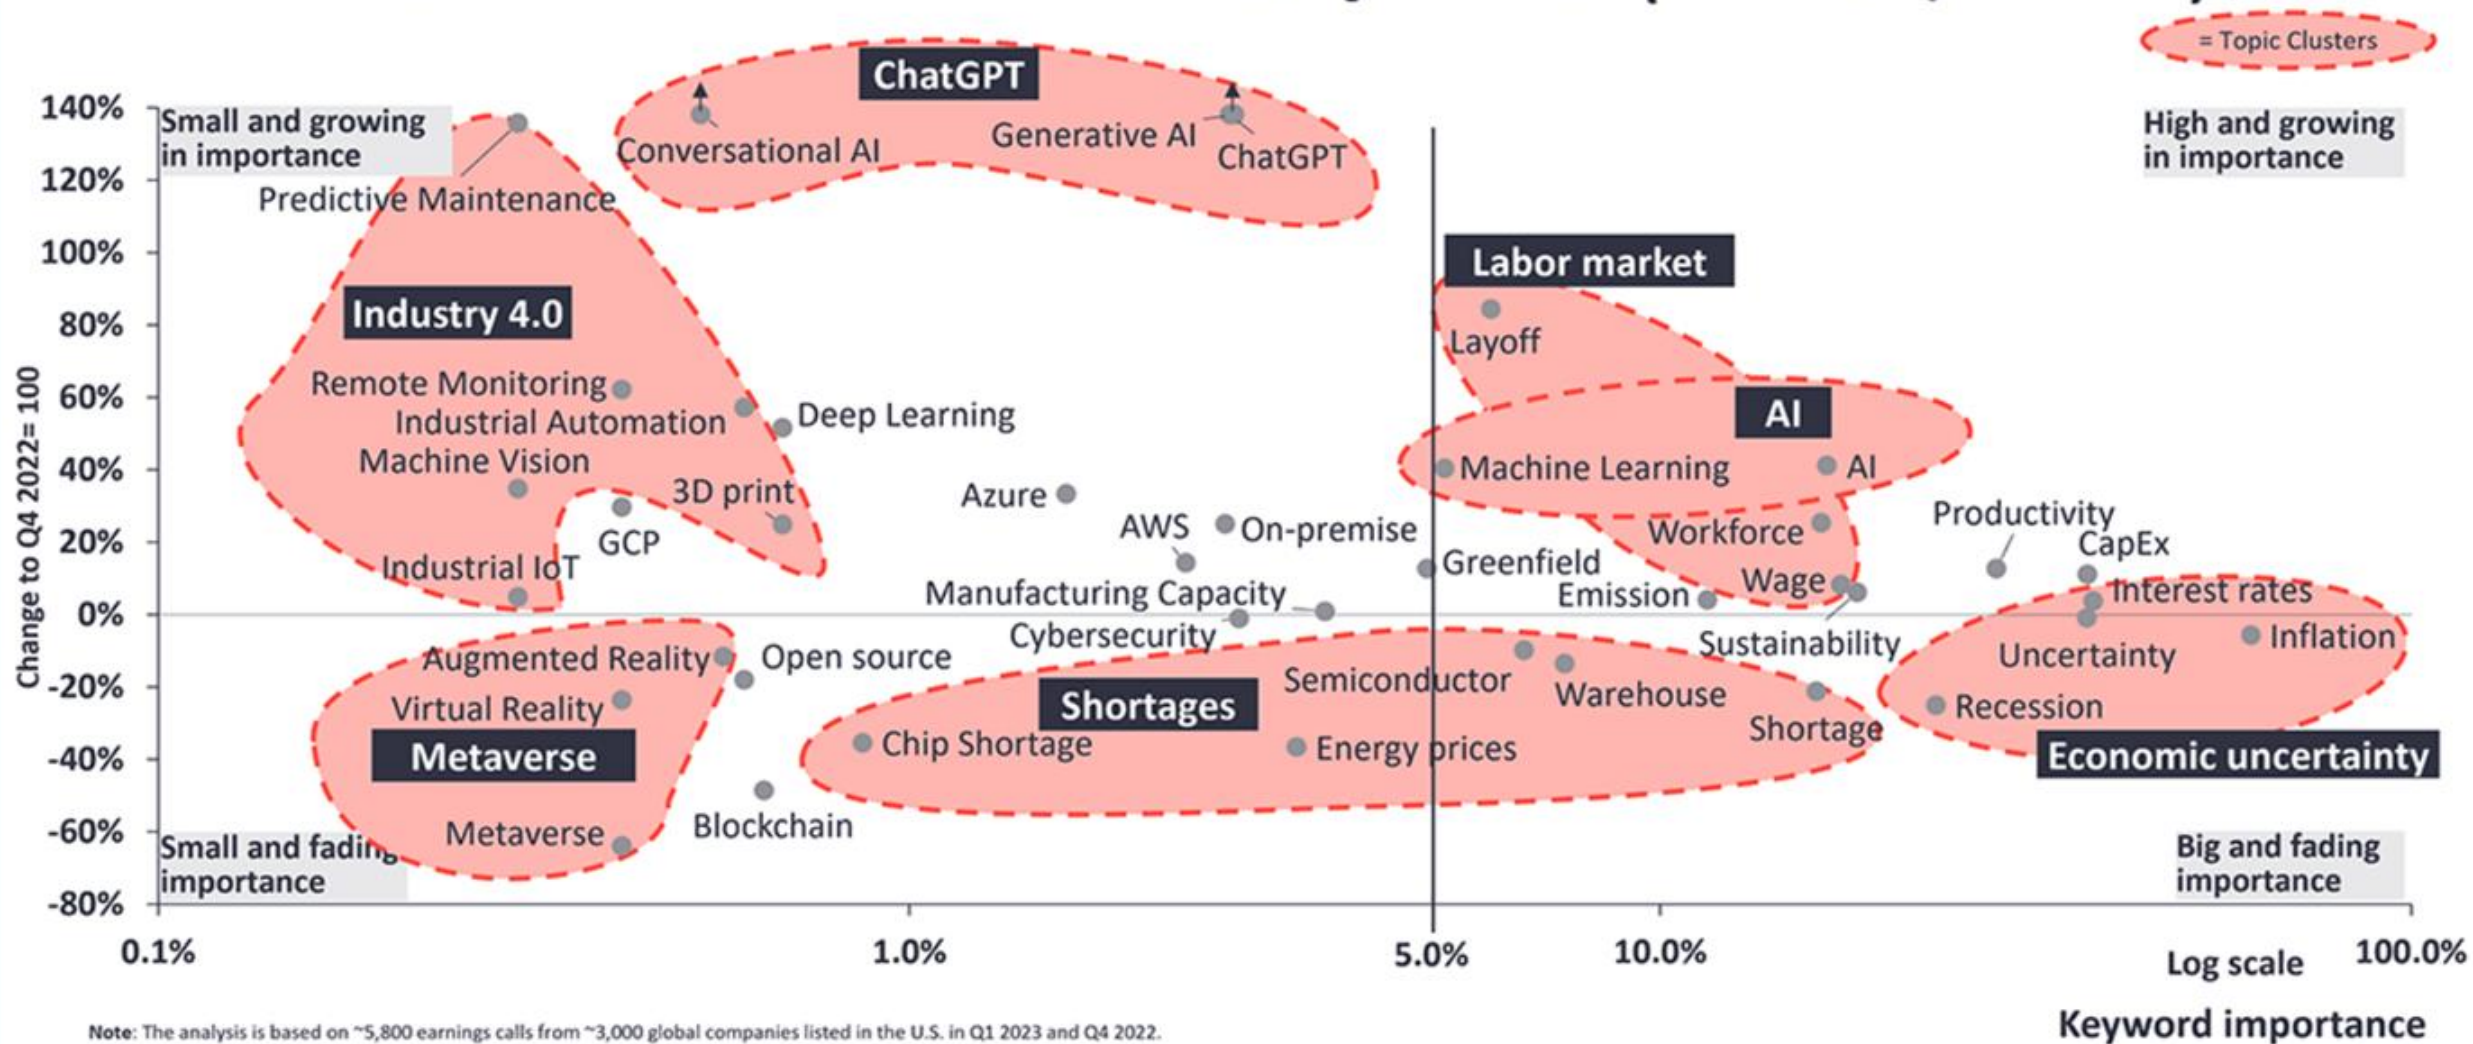 = Topic Clusters
ChatGPT
140%
Small and growing
in importance
High and growing
in importance
Conversational AI
Generative AI
ChatGPT
120%
Predictive Maintenance
100%
Labor market
Industry 4.0
80%
Layoff
Change to Q4 2022= 100
60%
Remote Monitoring
Industrial Automation
Deep Learning
AI
40%
Machine Vision
Machine Learning
AI
3D print
Azure
AWS
On-premise
Workforce
Productivity
20%
GCP
CapEx
Industrial IoT
Greenfield
Manufacturing Capacity
Emission
Wage
Interest rates
0%
Cybersecurity
Sustainability
Inflation
Augmented Reality
Open source
Uncertainty
-20%
Semiconductor
Warehouse
Virtual Reality
Shortages
Recession
Shortage
-40%
Metaverse
Chip Shortage
Energy prices
Economic uncertainty
Blockchain
-60%
Metaverse
Small and fading
importance
Big and fading
importance
-80%
0.1%
1.0%
5.0%
10.0%
Log scale
100.0%
Keyword importance
Note: The analysis is based on ~5,800 earnings calls from ~3,000 global companies listed in the U.S. in Q1 2023 and Q4 2022.